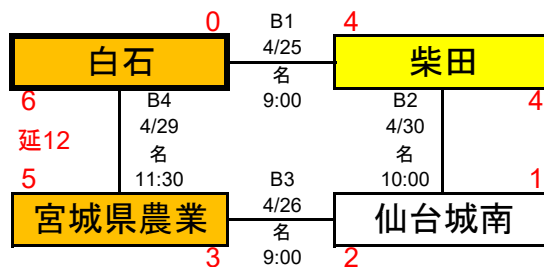 0 B1 4
4/25
白石 名 柴田
9:00
6 B4 B2 4
延12 4/29 4/30
名 名
5 11:30 10:00 1
B3
宮城県農業 4/26 仙台城南
名
3 9:00 2